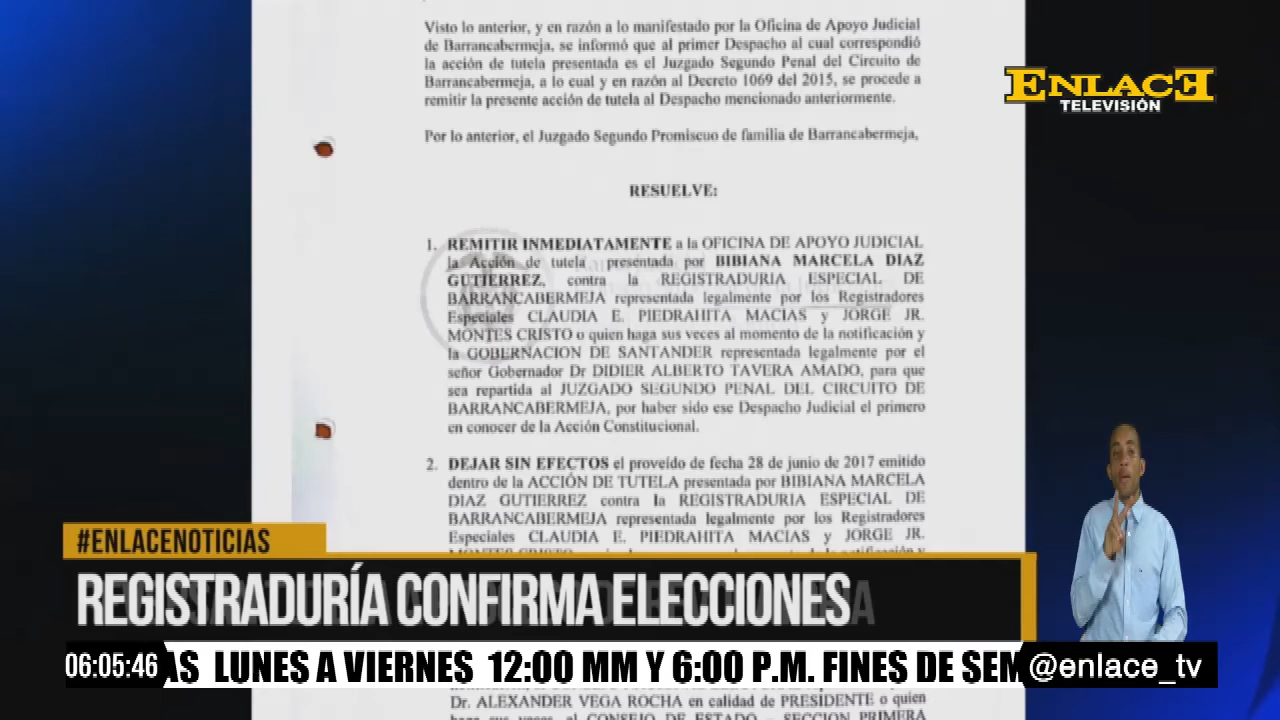 Visto lo anterior, y en razón a lo manifestado por la Oficina de Apoyo Judicial
de Barrancabermeja, se informó que al primer Despacho al cual correspondió
la acción de tutela presentada es el Juzgado Segundo Penal del Circuito de
Barrancabermeja, a lo cual y en razón al Decreto 1069 del 2015, se procede a
remitir la presente acción de tutela al Despacho mencionado anteriormente.
Por lo anterior, el Juzgado Segundo Promiscuo de familia de Barrancabermeja,
RESUELVE:
1. REMITIR INMEDIATAMENTE a la OFICINA DE APOYO JUDICIAL
la Acción de tutela presentada por BIBIANA MARCELA DIAZ
GUTIERREZ, contra la REGISTRADURIA ESPECIAL DE
BARRANCABERMEJA representada legalmente por los Registradores
Especiales CLAUDIA E. PIEDRAHITA MACIAS y JORGE JR.
MONTES CRISTO o quien haga sus veces al momento de la notificación y
la GOBERNACION DE SANTANDER representada legalmente por el
señor Gobernador Dr DIDIER ALBERTO TAVERA AMADO, para que
sea repartida al JUZGADO SEGUNDO PENAL DEL CIRCUITO DE
BARRANCABERMEJA, por haber sido ese Despacho Judicial el primero
en conocer de la Acción Constitucional.
2. DEJAR SIN EFECTOS el proveído de fecha 28 de junio de 2017 emitido
dentro de la ACCIÓN DE TUTELA presentada por BIBIANA MARCELA
DIAZ GUTIERREZ contra la REGISTRADURIA ESPECIAL DE
BARRANCABERMEJA representada legalmente por los Registradores
Especiales CLAUDIA E. PIEDRAHITA MACIAS y JORGE JR.
ENLACE
TELEVISIÓN
#ENLACENOTICIAS
REGISTRADURÍA CONFIRMA ELECCIONES
06:05:46
AS LUNES A VIERNES 12:00 MM Y 6:00 P.M. FINES DE SEM
@enlace_tv
Dr. ALEXANDER VEGA ROCHA en calidad de PRESIDENTE o quien
haga sus veces, al CONSEJO DE ESTADO – SECCION PRIMERA